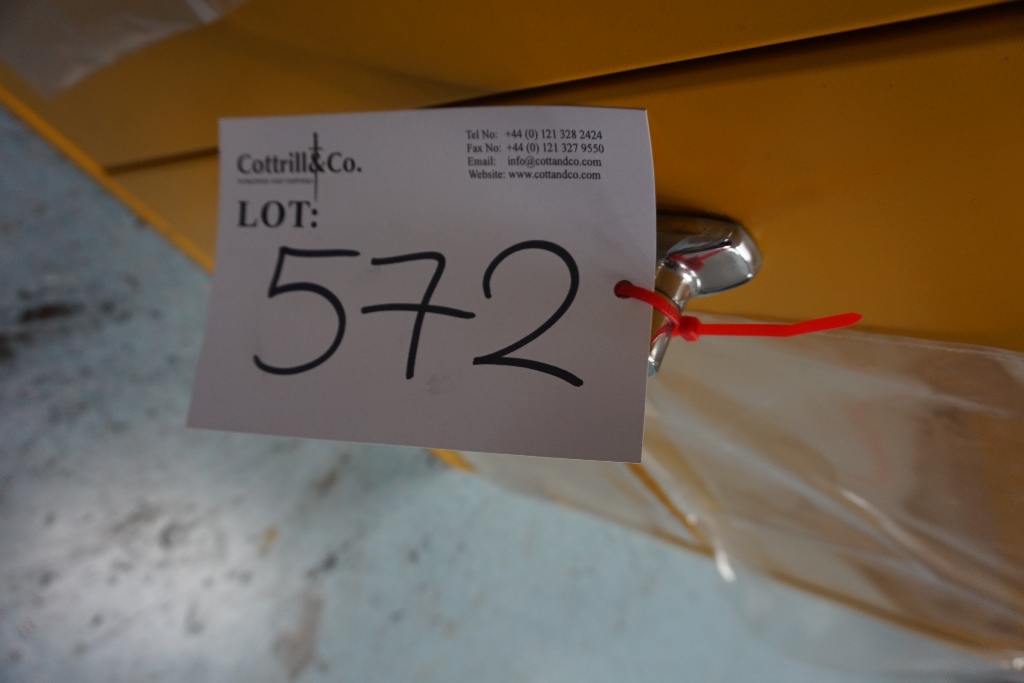 Cottrill&Co.
Tel No: +44 (0) 121 328 2424
Fax No: +44 (0) 121 327 9550
Email: info@cottandco.com
Website: www.cottandco.com
LOT:
572